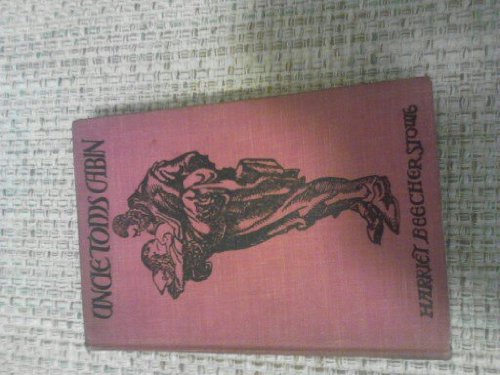 UNCLE TOM'S CABIN
HARRIET BEECHER STOWE